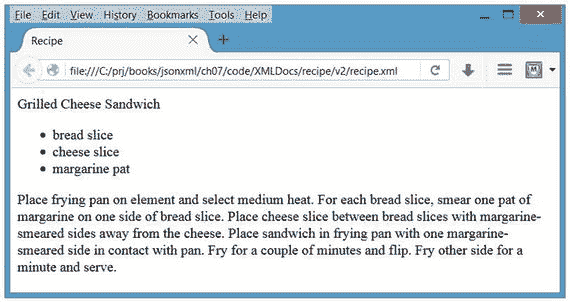 File Edit View History Bookmarks Tools Help
Recipe
file:///C:/prj/books/jsonxml/ch07/code/XMLDocs/recipe/v2/recipe.xml
Grilled Cheese Sandwich
• bread slice
• cheese slice
• margarine pat
Place frying pan on element and select medium heat. For each bread slice, smear one pat of
margarine on one side of bread slice. Place cheese slice between bread slices with margarine-
smeared sides away from the cheese. Place sandwich in frying pan with one margarine-
smeared side in contact with pan. Fry for a couple of minutes and flip. Fry other side for a
minute and serve.